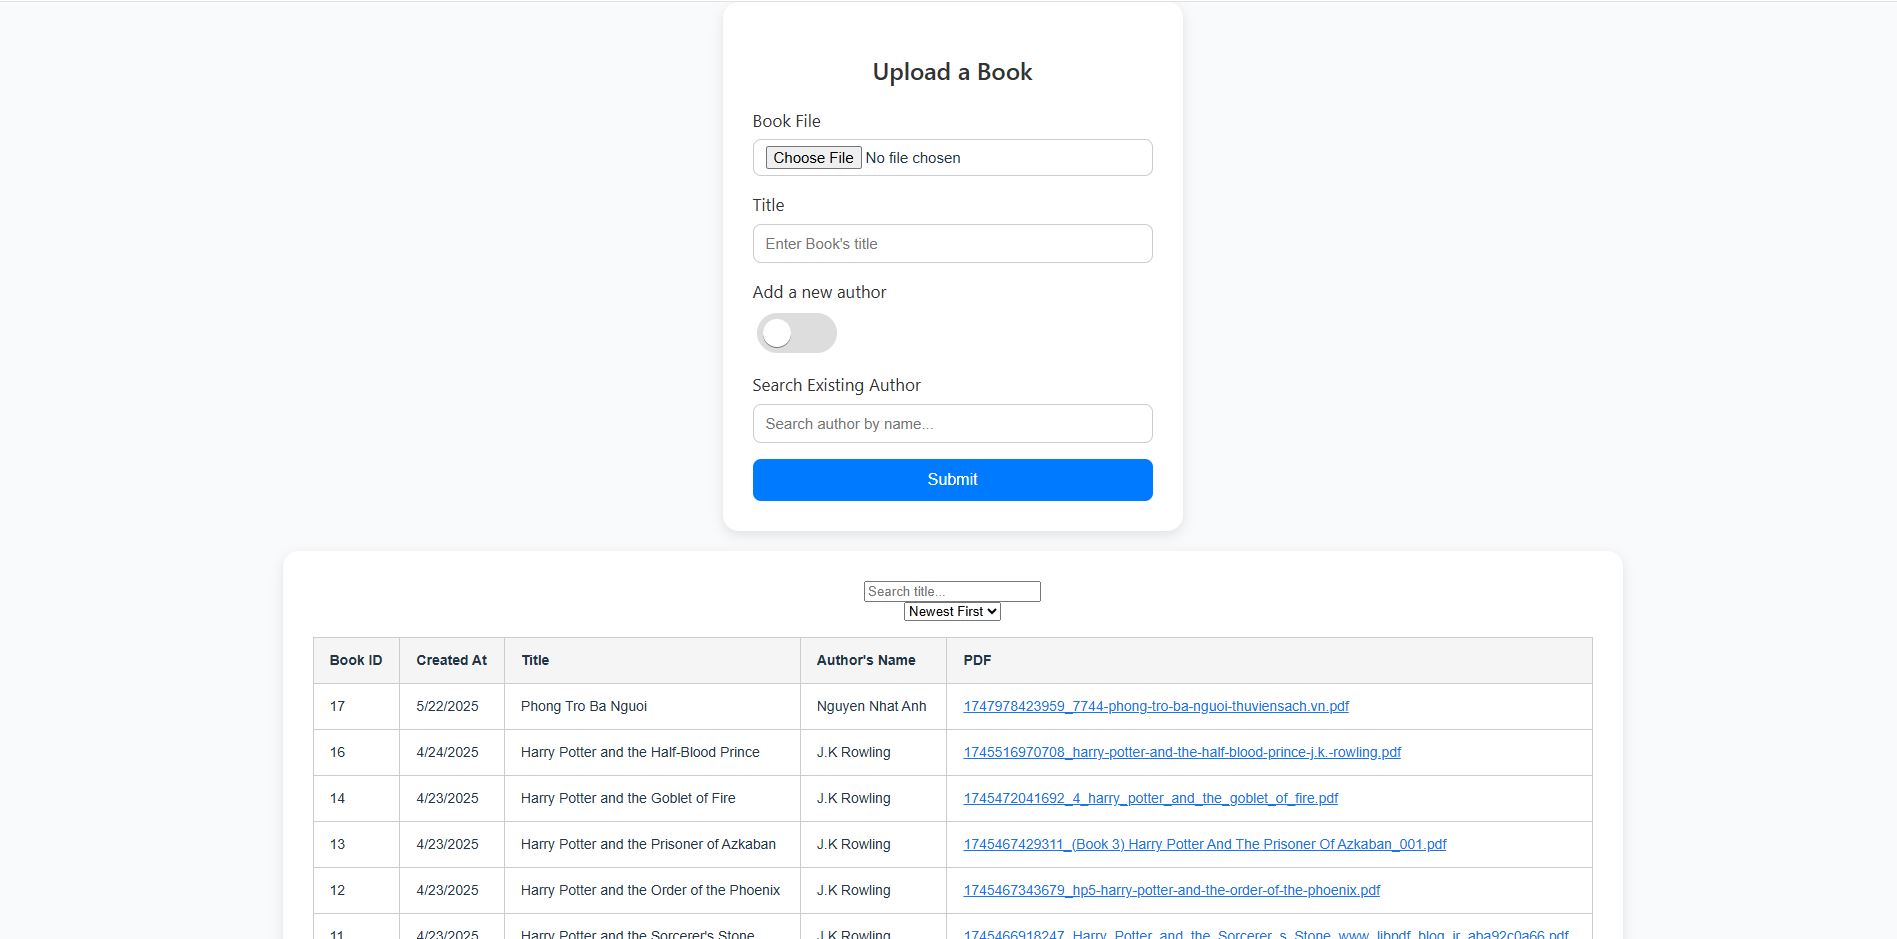 Upload a Book
Book File
Choose File No file chosen
Title
Enter Book's title
Add a new author
Search Existing Author
Search author by name...
Submit
Search title...
Newest First
Book ID Created At Title Author's Name PDF
17 5/22/2025 Phong Tro Ba Nguoi Nguyen Nhat Anh 1747978423959_7744-phong-tro-ba-nguoi-thuviensach.vn.pdf
16 4/24/2025 Harry Potter and the Half-Blood Prince J.K Rowling 1745516970708_harry-potter-and-the-half-blood-prince-j.k.-rowling.pdf
14 4/23/2025 Harry Potter and the Goblet of Fire J.K Rowling 1745472041692_4_harry_potter_and_the_goblet_of_fire.pdf
13 4/23/2025 Harry Potter and the Prisoner of Azkaban J.K Rowling 1745467429311_(Book 3) Harry Potter And The Prisoner Of Azkaban_001.pdf
12 4/23/2025 Harry Potter and the Order of the Phoenix J.K Rowling 1745467343679_hp5-harry-potter-and-the-order-of-the-phoenix.pdf
11 4/23/2025 Harry Potter and the Sorcerer's Stone J.K Rowling 1745466918247_Harry_Potter_and_the_Sorcerer_s_Stone_www_libpdf_blog_ir_aba92c0a66.pdf